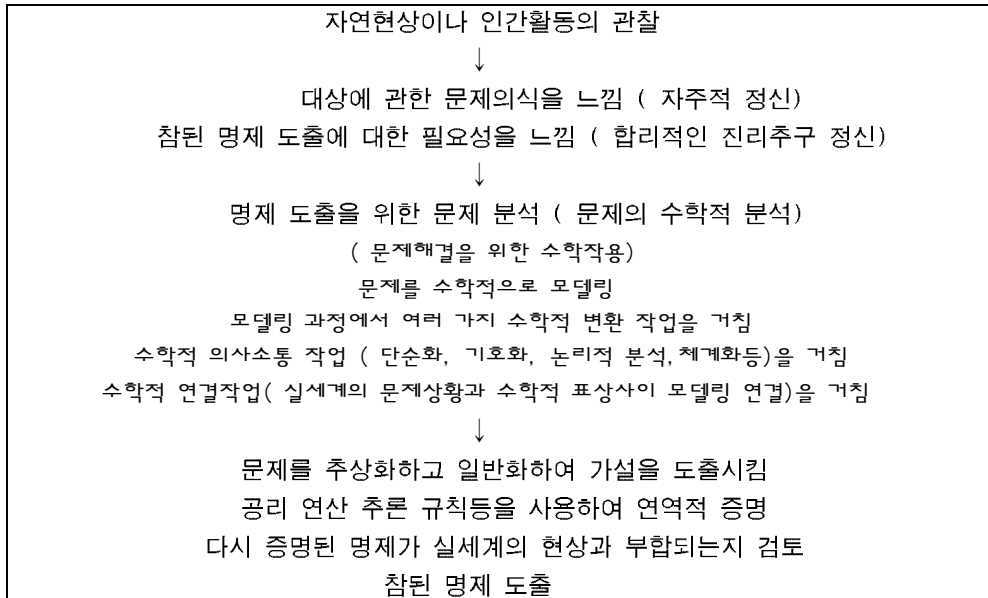 자연현상이나 인간활동의 관찰
↓
대상에 관한 문제의식을 느낌 ( 자주적 정신)
참된 명제 도출에 대한 필요성을 느낌 ( 합리적인 진리추구 정신)
↓
명제 도출을 위한 문제 분석 ( 문제의 수학적 분석)
( 문제해결을 위한 수학작용)
문제를 수학적으로 모델링
모델링 과정에서 여러 가지 수학적 변환 작업을 거침
수학적 의사소통 작업 ( 단순화, 기호화, 논리적 분석,체계화등)을 거침
수학적 연결작업( 실세계의 문제상황과 수학적 표상사이 모델링 연결)을 거침
↓
문제를 추상화하고 일반화하여 가설을 도출시킴
공리 연산 추론 규칙등을 사용하여 연역적 증명
다시 증명된 명제가 실세계의 현상과 부합되는지 검토
참된 명제 도출